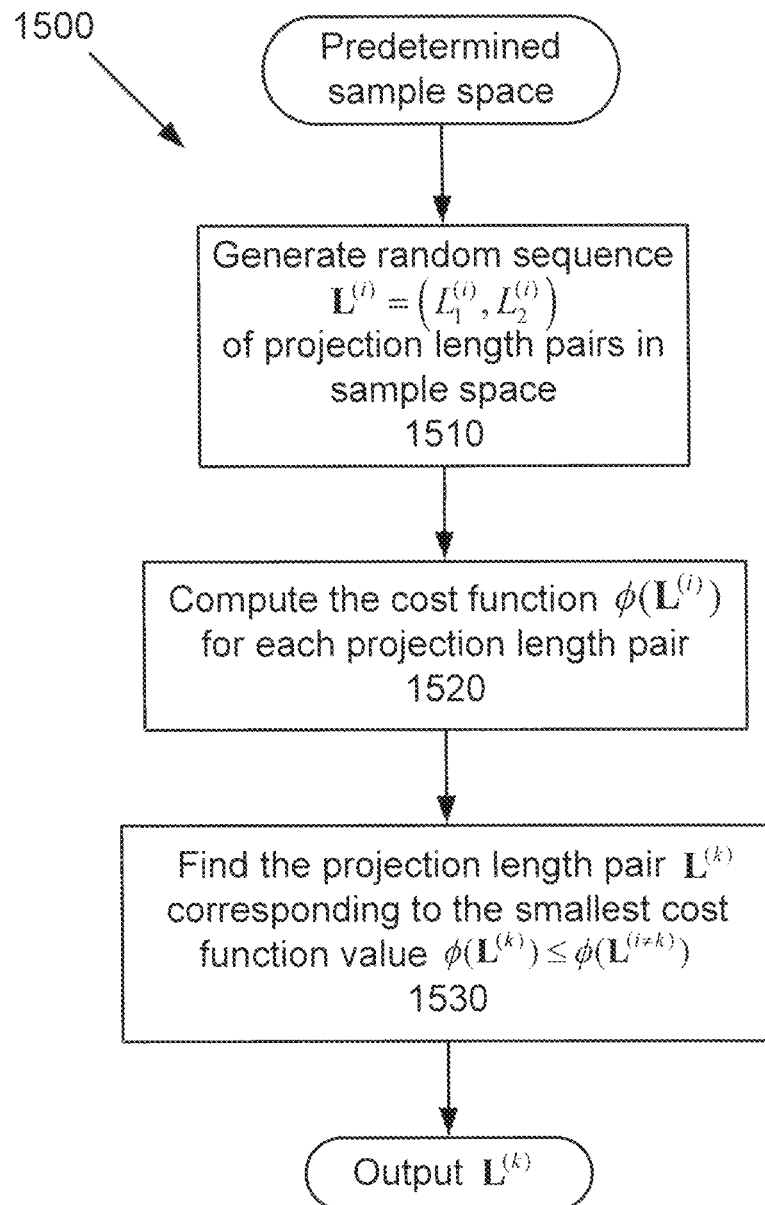 1500
Predetermined
sample space
Generate random sequence
𝐋⁽ⁱ⁾ = (L₁⁽ⁱ⁾, L₂⁽ⁱ⁾)
of projection length pairs in
sample space
1510
Compute the cost function ϕ(𝐋⁽ⁱ⁾)
for each projection length pair
1520
Find the projection length pair 𝐋⁽ᵏ⁾
corresponding to the smallest cost
function value ϕ(𝐋⁽ᵏ⁾) ≤ ϕ(𝐋⁽ⁱ≠ᵏ⁾)
1530
Output 𝐋⁽ᵏ⁾